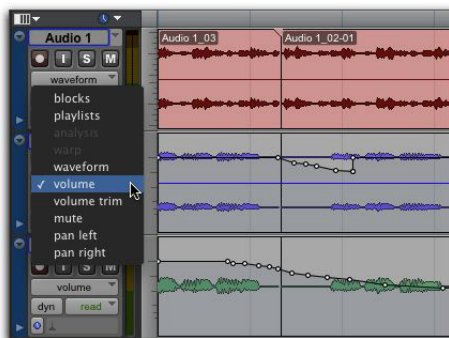 Audio 1
Audio 1_03
Audio 1_02-01
I S M
waveform
blocks
playlists
analysis
warp
waveform
✓ volume
volume trim
mute
pan left
pan right
volume
dyn read